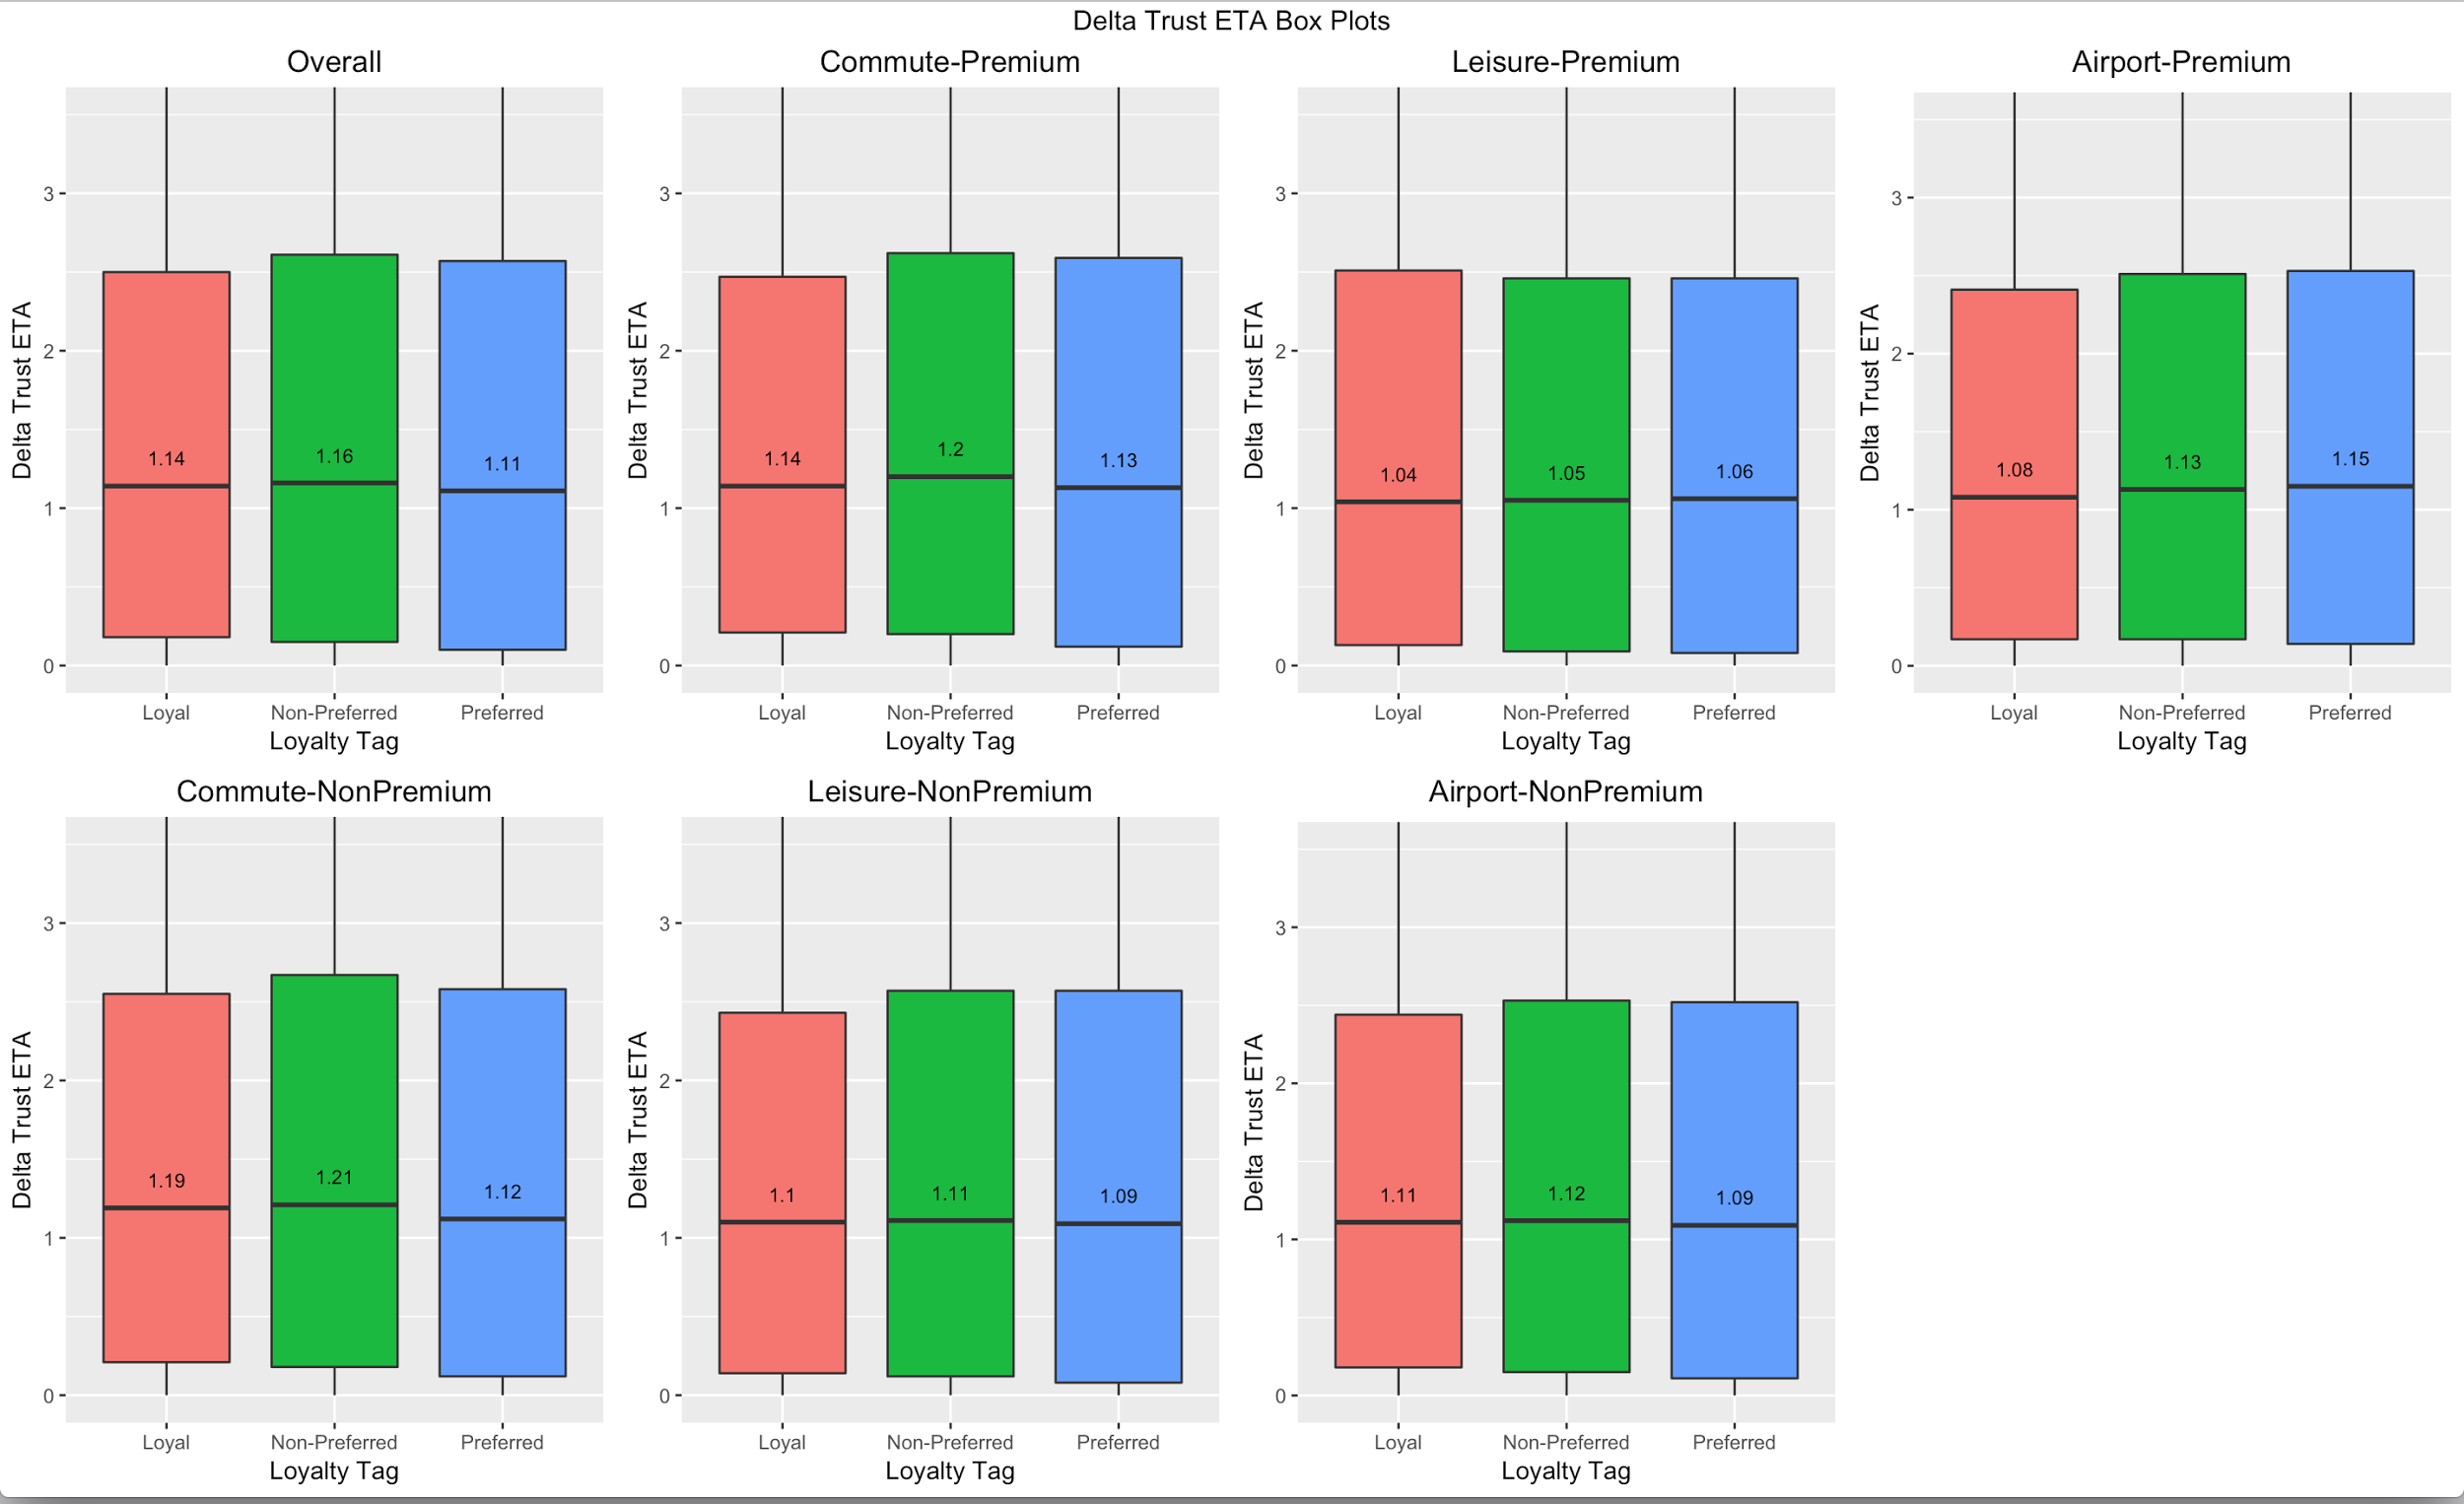 Delta Trust ETA Box Plots
Overall
Delta Trust ETA
3
2
1
0
1.14
1.16
1.11
Loyal Non-Preferred Preferred
Loyalty Tag
Commute-Premium
Delta Trust ETA
3
2
1
0
1.14
1.2
1.13
Loyal Non-Preferred Preferred
Loyalty Tag
Leisure-Premium
Delta Trust ETA
3
2
1
0
1.04
1.05
1.06
Loyal Non-Preferred Preferred
Loyalty Tag
Airport-Premium
Delta Trust ETA
3
2
1
0
1.08
1.13
1.15
Loyal Non-Preferred Preferred
Loyalty Tag
Commute-NonPremium
Delta Trust ETA
3
2
1
0
1.19
1.21
1.12
Loyal Non-Preferred Preferred
Loyalty Tag
Leisure-NonPremium
Delta Trust ETA
3
2
1
0
1.1
1.11
1.09
Loyal Non-Preferred Preferred
Loyalty Tag
Airport-NonPremium
Delta Trust ETA
3
2
1
0
1.11
1.12
1.09
Loyal Non-Preferred Preferred
Loyalty Tag